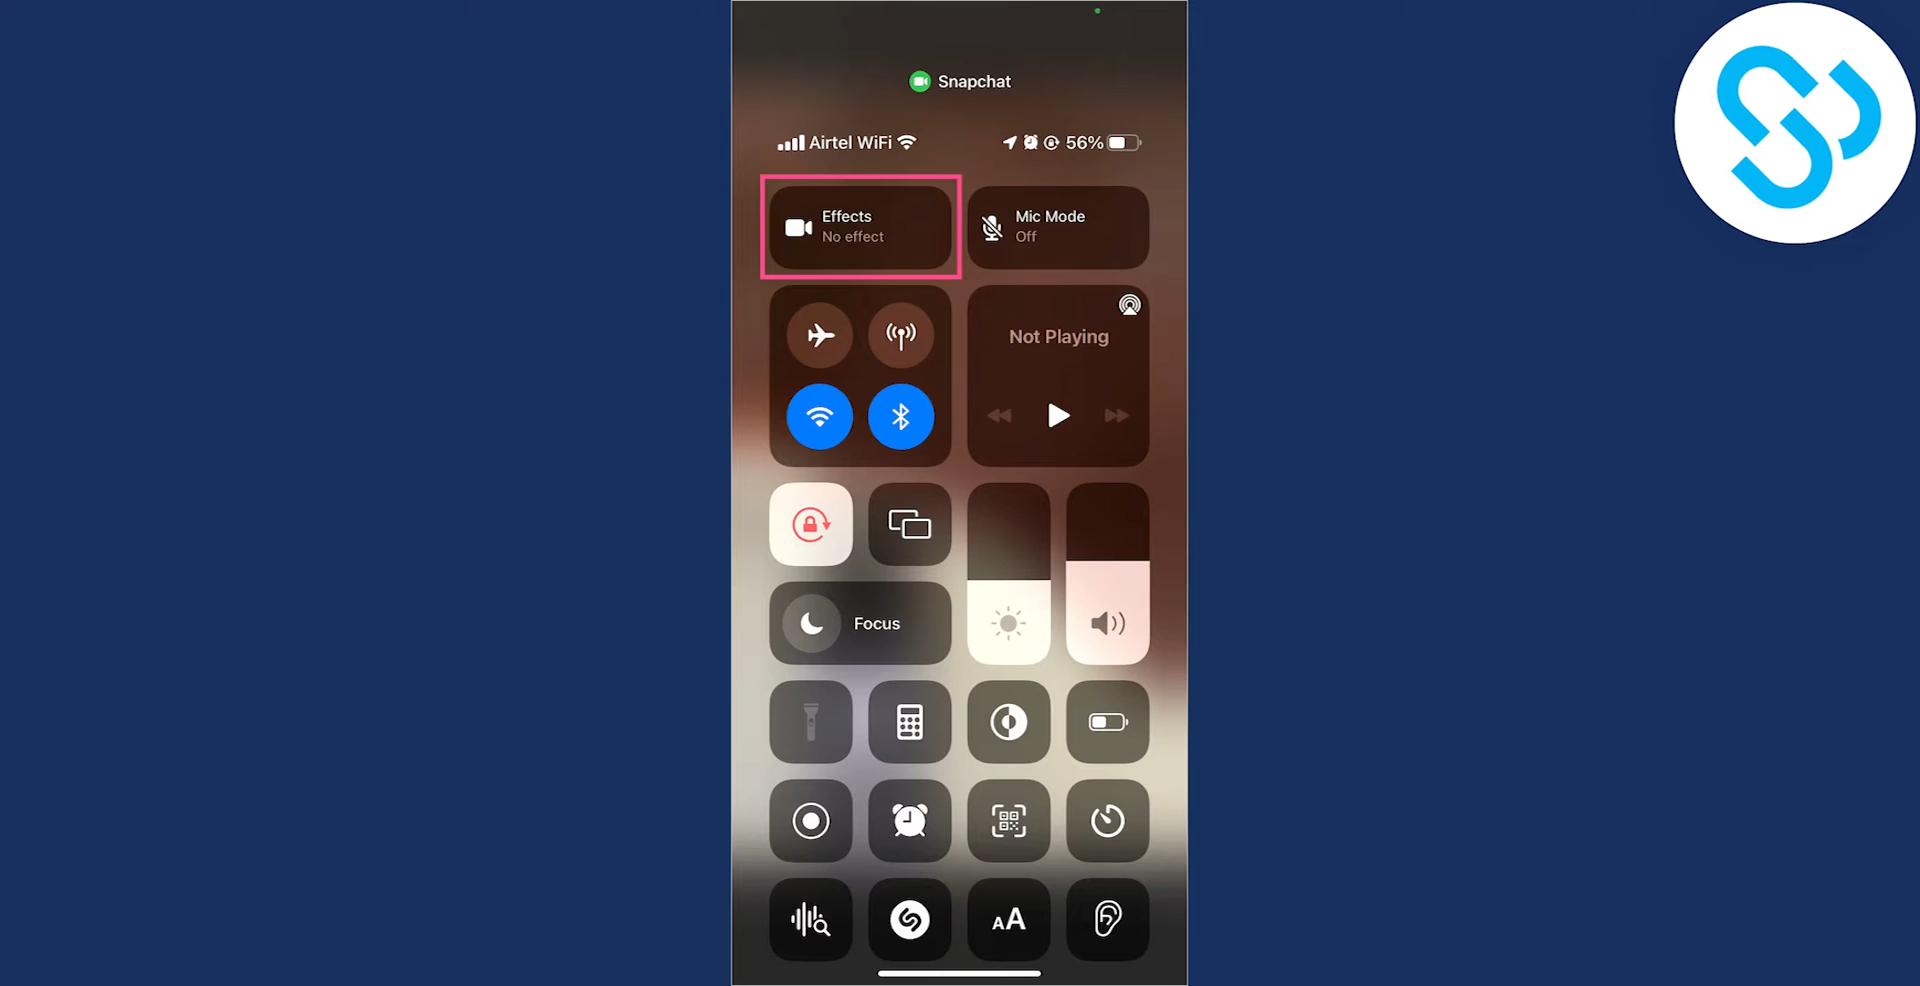 Snapchat
Airtel WiFi 56%
Effects
No effect
Mic Mode
Off
Not Playing
Focus
AA